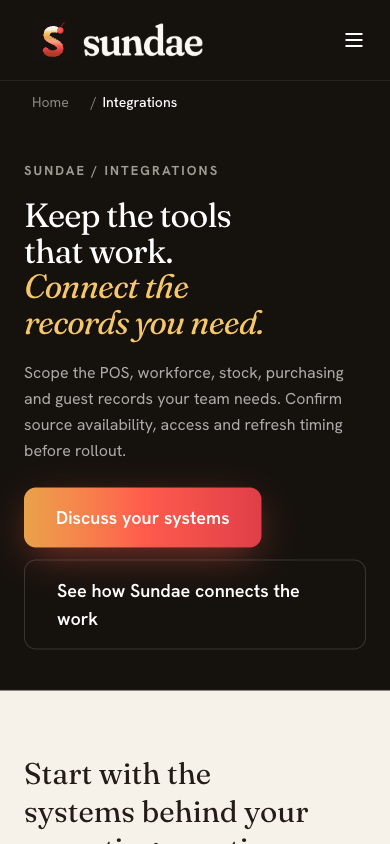 sundae
Home / Integrations
SUNDAE / INTEGRATIONS
Keep the tools
that work.
Connect the
records you need.
Scope the POS, workforce, stock, purchasing
and guest records your team needs. Confirm
source availability, access and refresh timing
before rollout.
Discuss your systems
See how Sundae connects the
work
Start with the
systems behind your